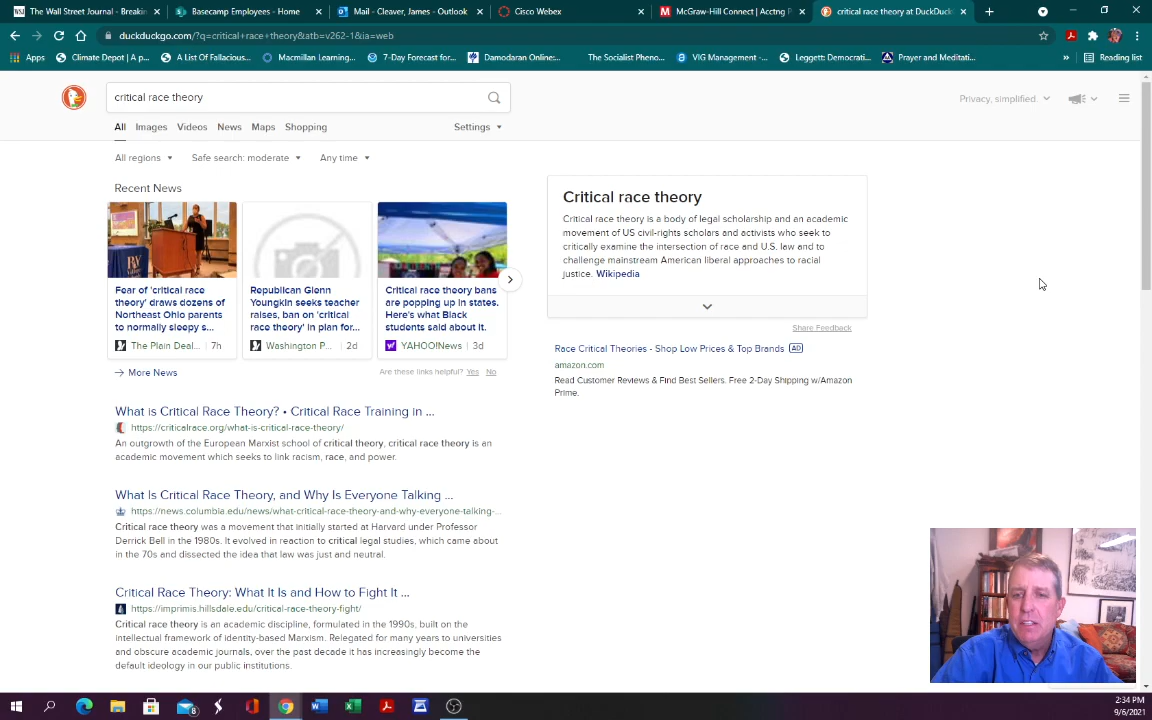 The Wall Street Journal - Breakin
Basecamp Employees - Home
Mail - Cleaver, James - Outlook
Cisco Webex
McGraw-Hill Connect | Acctng P
critical race theory at DuckDuck
duckduckgo.com/?q=critical+race+theory&atb=v262-1&ia=web
Apps
Climate Depot | A p...
A List Of Fallacious...
Macmillan Learning...
7-Day Forecast for...
Damodaran Online:...
The Socialist Pheno...
VIG Management -...
Leggett: Democrati...
Prayer and Meditati...
»
Reading list
critical race theory
Privacy, simplified.
All Images Videos News Maps Shopping
Settings
All regions
Safe search: moderate
Any time
Recent News
Fear of 'critical race
theory' draws dozens of
Northeast Ohio parents
to normally sleepy s...
The Plain Deal... 7h
Republican Glenn
Youngkin seeks teacher
raises, ban on 'critical
race theory' in plan for...
Washington P... 2d
Critical race theory bans
are popping up in states.
Here's what Black
students said about it.
YAHOO!News 3d
More News
Are these links helpful? Yes No
What is Critical Race Theory? • Critical Race Training in ...
https://criticalrace.org/what-is-critical-race-theory/
An outgrowth of the European Marxist school of critical theory, critical race theory is an
academic movement which seeks to link racism, race, and power.
What Is Critical Race Theory, and Why Is Everyone Talking ...
https://news.columbia.edu/news/what-critical-race-theory-and-why-everyone-talking-...
Critical race theory was a movement that initially started at Harvard under Professor
Derrick Bell in the 1980s. It evolved in reaction to critical legal studies, which came about
in the 70s and dissected the idea that law was just and neutral.
Critical Race Theory: What It Is and How to Fight It ...
https://imprimis.hillsdale.edu/critical-race-theory-fight/
Critical race theory is an academic discipline, formulated in the 1990s, built on the
intellectual framework of identity-based Marxism. Relegated for many years to universities
and obscure academic journals, over the past decade it has increasingly become the
default ideology in our public institutions.
Critical race theory
Critical race theory is a body of legal scholarship and an academic
movement of US civil-rights scholars and activists who seek to
critically examine the intersection of race and U.S. law and to
challenge mainstream American liberal approaches to racial
justice. Wikipedia
Share Feedback
Race Critical Theories - Shop Low Prices & Top Brands AD
amazon.com
Read Customer Reviews & Find Best Sellers. Free 2-Day Shipping w/Amazon
Prime.
2:34 PM
9/6/2021